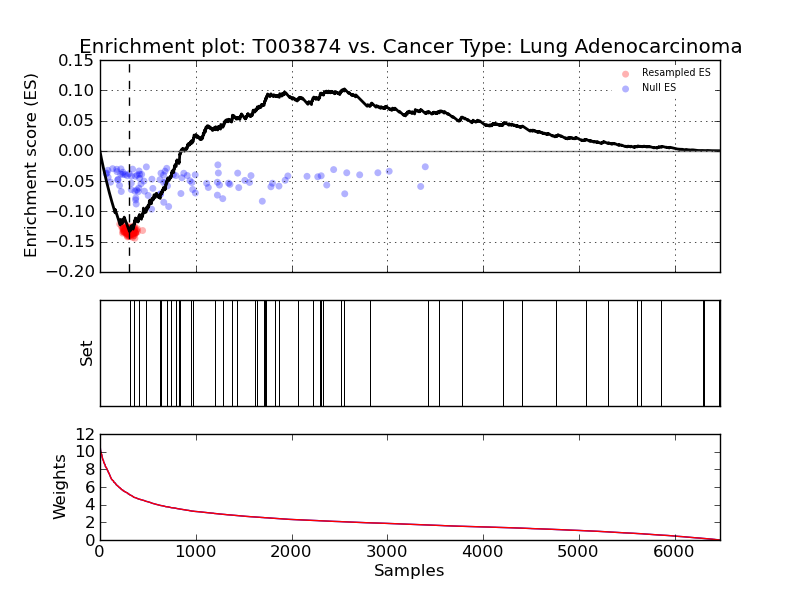 Enrichment plot: T003874 vs. Cancer Type: Lung Adenocarcinoma
Enrichment score (ES)
0.15
0.10
0.05
0.00
−0.05
−0.10
−0.15
−0.20
Resampled ES
Null ES
Set
Weights
12
10
8
6
4
2
0
0 1000 2000 3000 4000 5000 6000
Samples